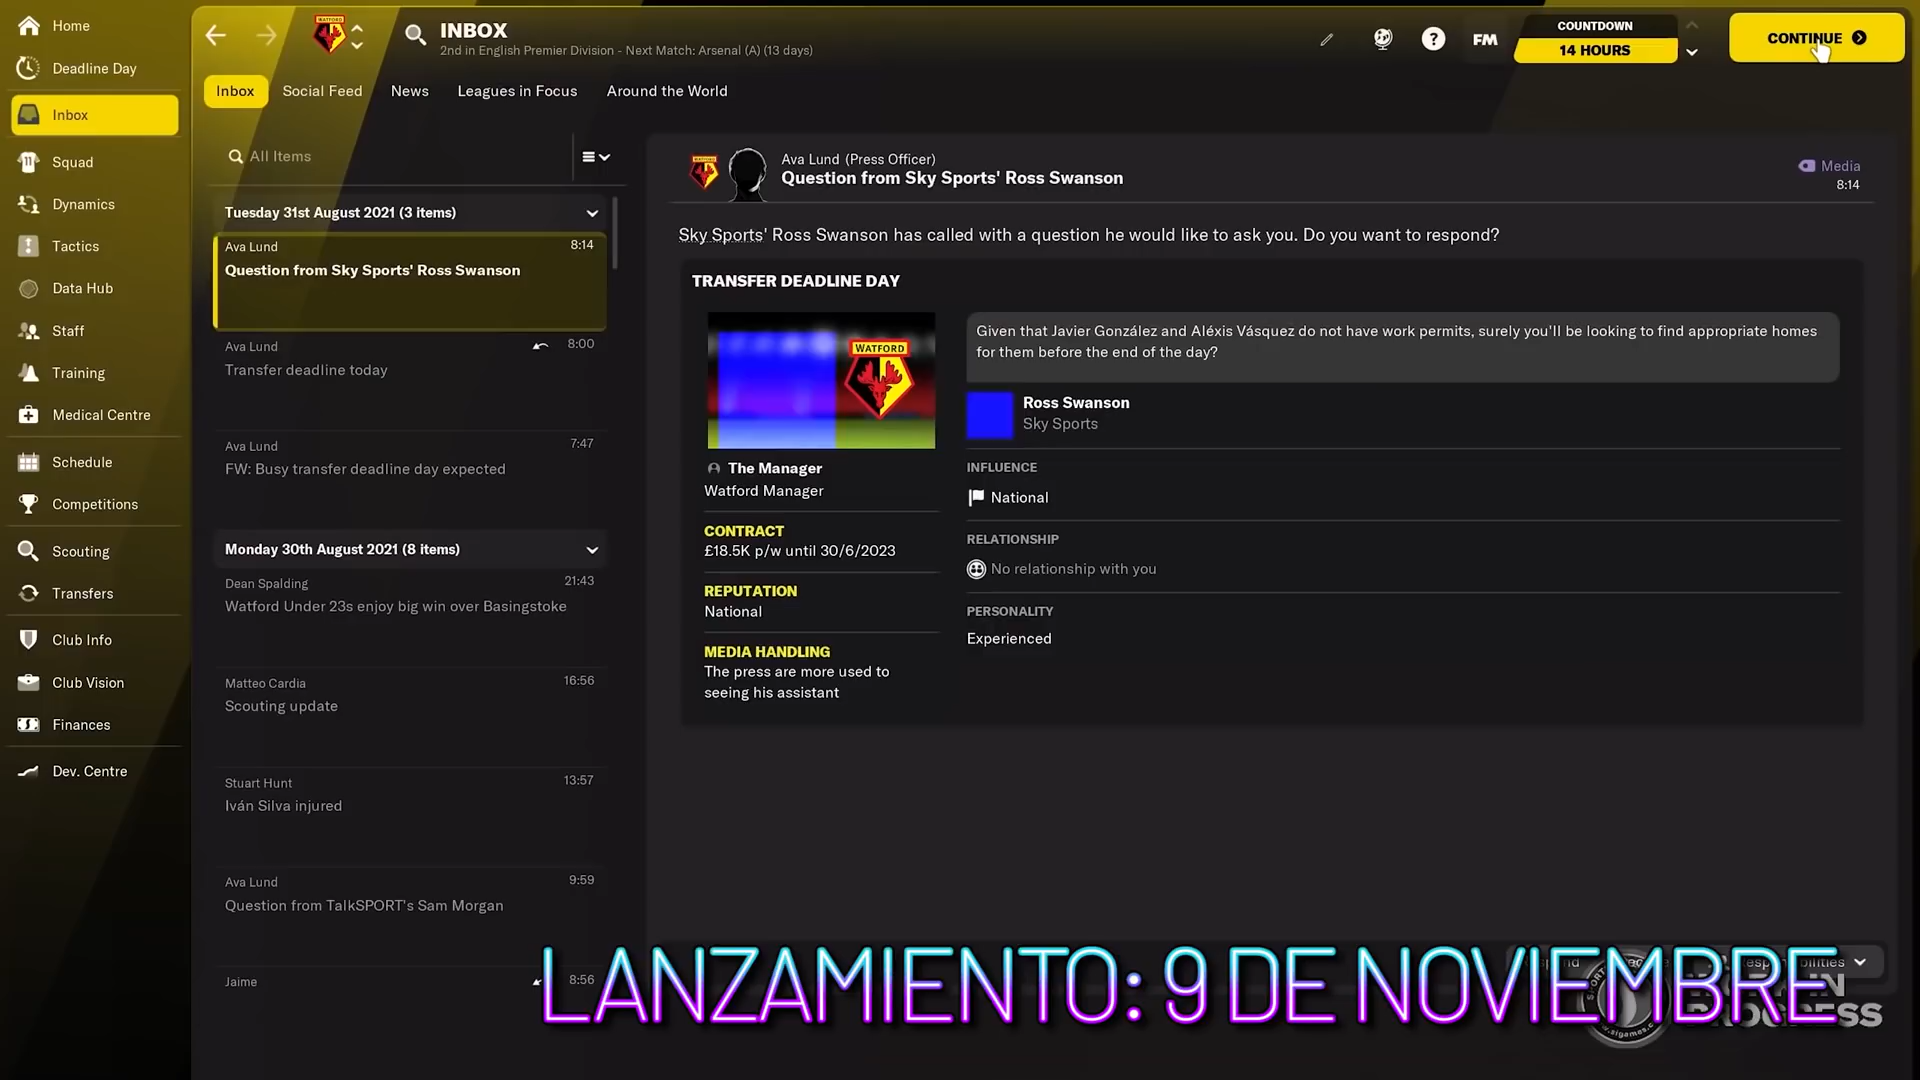 Home
Deadline Day
Inbox
Squad
Dynamics
Tactics
Data Hub
Staff
Training
Medical Centre
Schedule
Competitions
Scouting
Transfers
Club Info
Club Vision
Finances
Dev. Centre
WATFORD
INBOX
2nd in English Premier Division - Next Match: Arsenal (A) (13 days)
?
FM
COUNTDOWN
14 HOURS
CONTINUE
Inbox
Social Feed
News
Leagues in Focus
Around the World
All Items
Tuesday 31st August 2021 (3 items)
Ava Lund 8:14
Question from Sky Sports' Ross Swanson
Ava Lund 8:00
Transfer deadline today
Ava Lund 7:47
FW: Busy transfer deadline day expected
Monday 30th August 2021 (8 items)
Dean Spalding 21:43
Watford Under 23s enjoy big win over Basingstoke
Matteo Cardia 16:56
Scouting update
Stuart Hunt 13:57
Iván Silva injured
Ava Lund 9:59
Question from TalkSPORT's Sam Morgan
Jaime 8:56
WATFORD
Ava Lund (Press Officer)
Question from Sky Sports' Ross Swanson
Media
8:14
Sky Sports' Ross Swanson has called with a question he would like to ask you. Do you want to respond?
TRANSFER DEADLINE DAY
WATFORD
The Manager
Watford Manager
CONTRACT
£18.5K p/w until 30/6/2023
REPUTATION
National
MEDIA HANDLING
The press are more used to
seeing his assistant
Given that Javier González and Aléxis Vásquez do not have work permits, surely you'll be looking to find appropriate homes
for them before the end of the day?
Ross Swanson
Sky Sports
INFLUENCE
National
RELATIONSHIP
No relationship with you
PERSONALITY
Experienced
LANZAMIENTO: 9 DE NOVIEMBRE
PROGRESS